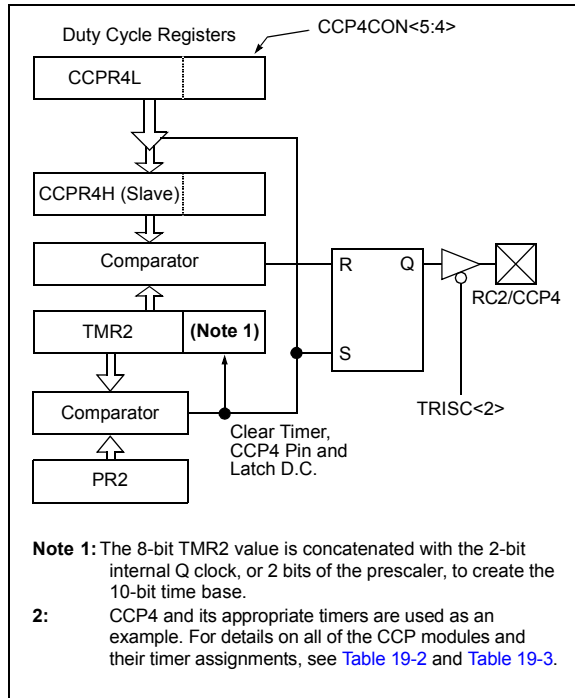 Duty Cycle Registers
CCP4CON<5:4>
CCPR4L
CCPR4H (Slave)
Comparator
R
Q
RC2/CCP4
TMR2
(Note 1)
S
TRISC<2>
Comparator
Clear Timer,
CCP4 Pin and
Latch D.C.
PR2
Note 1: The 8-bit TMR2 value is concatenated with the 2-bit
internal Q clock, or 2 bits of the prescaler, to create the
10-bit time base.
2: CCP4 and its appropriate timers are used as an
example. For details on all of the CCP modules and
their timer assignments, see Table 19-2 and Table 19-3.